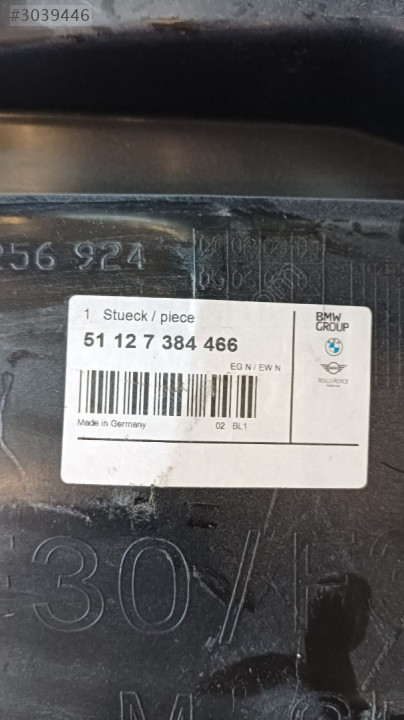 #3039446
256 924
1 Stueck / piece
51 12 7 384 466
EG N / EW N
Made in Germany
02 BL1
BMW
GROUP
ROLLS-ROYCE
E30/F